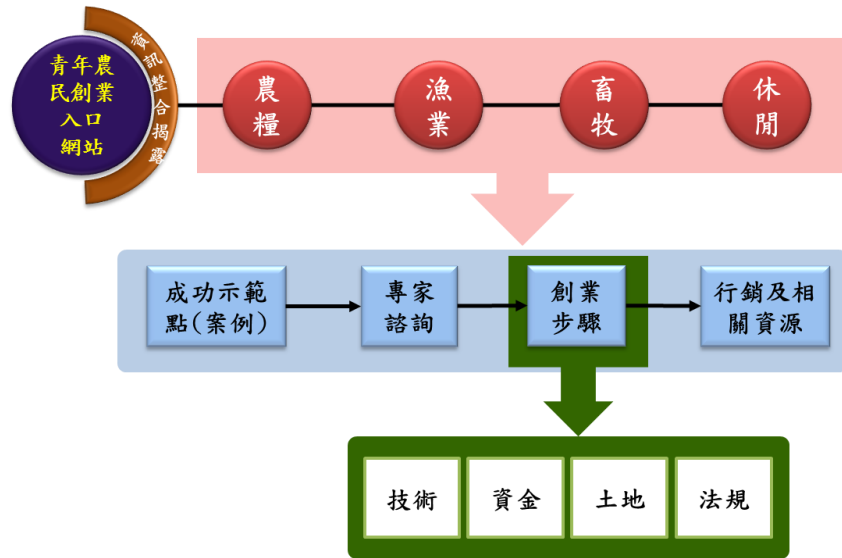 青年農
民創業
入口
網站
資訊整合揭露
農
糧
漁
業
畜
牧
休
閒
成功示範
點(案例)
專家
諮詢
創業
步驟
行銷及相
關資源
技術
資金
土地
法規